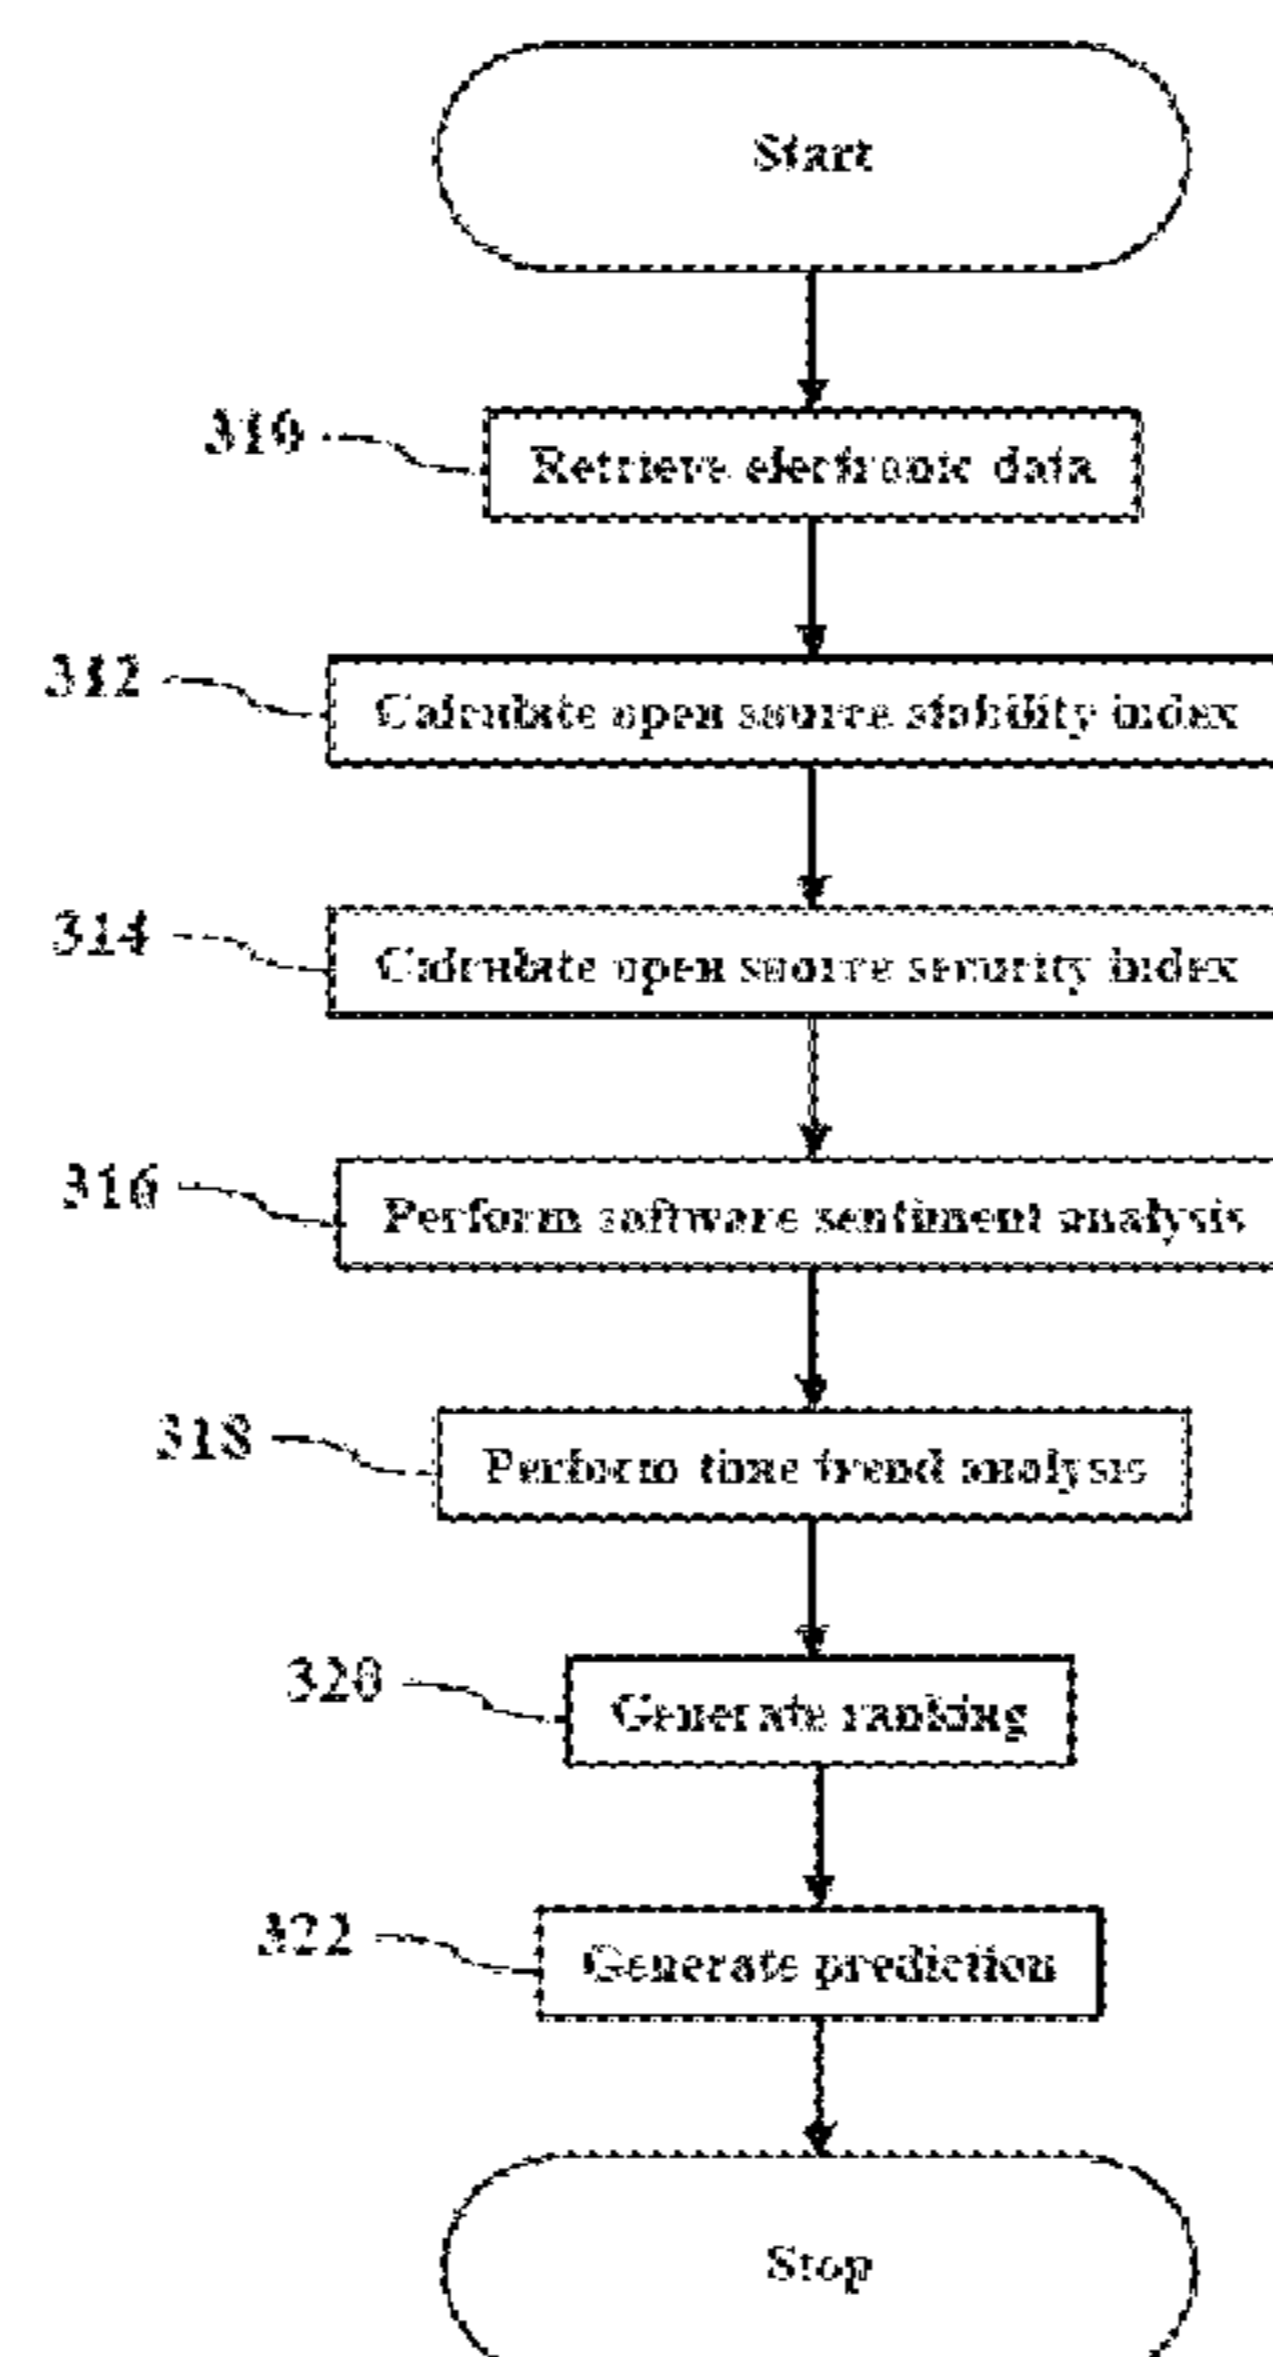 Start
310
Retrieve electronic data
312
Calculate open source stability index
314
Calculate open source security index
316
Perform software sentiment analysis
318
Perform time trend analysis
320
Generate ranking
322
Generate prediction
Stop